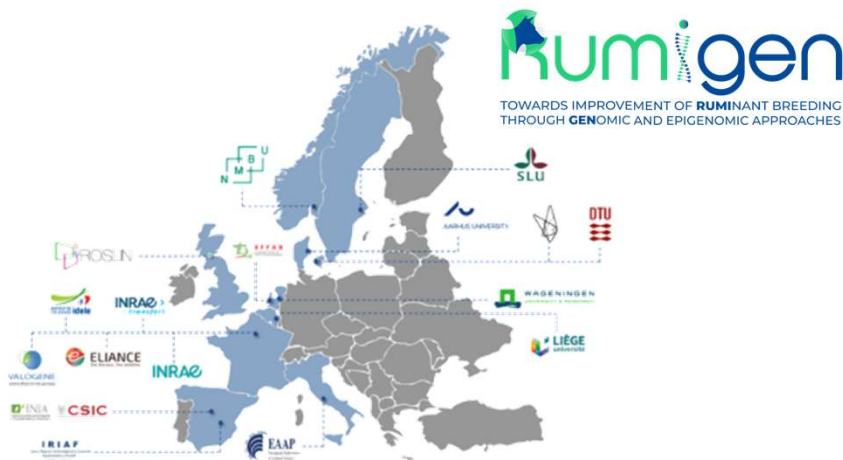 Rumigen
TOWARDS IMPROVEMENT OF RUMINANT BREEDING
THROUGH GENOMIC AND EPIGENOMIC APPROACHES
N M B U
SLU
AARHUS UNIVERSITY
DTU
ROSLIN
EFFAB
WAGENINGEN
idele
INRAE
transfert
LIÈGE
université
VALOGENE
ELIANCE
INRAE
INIA
CSIC
IRIAF
EAAP